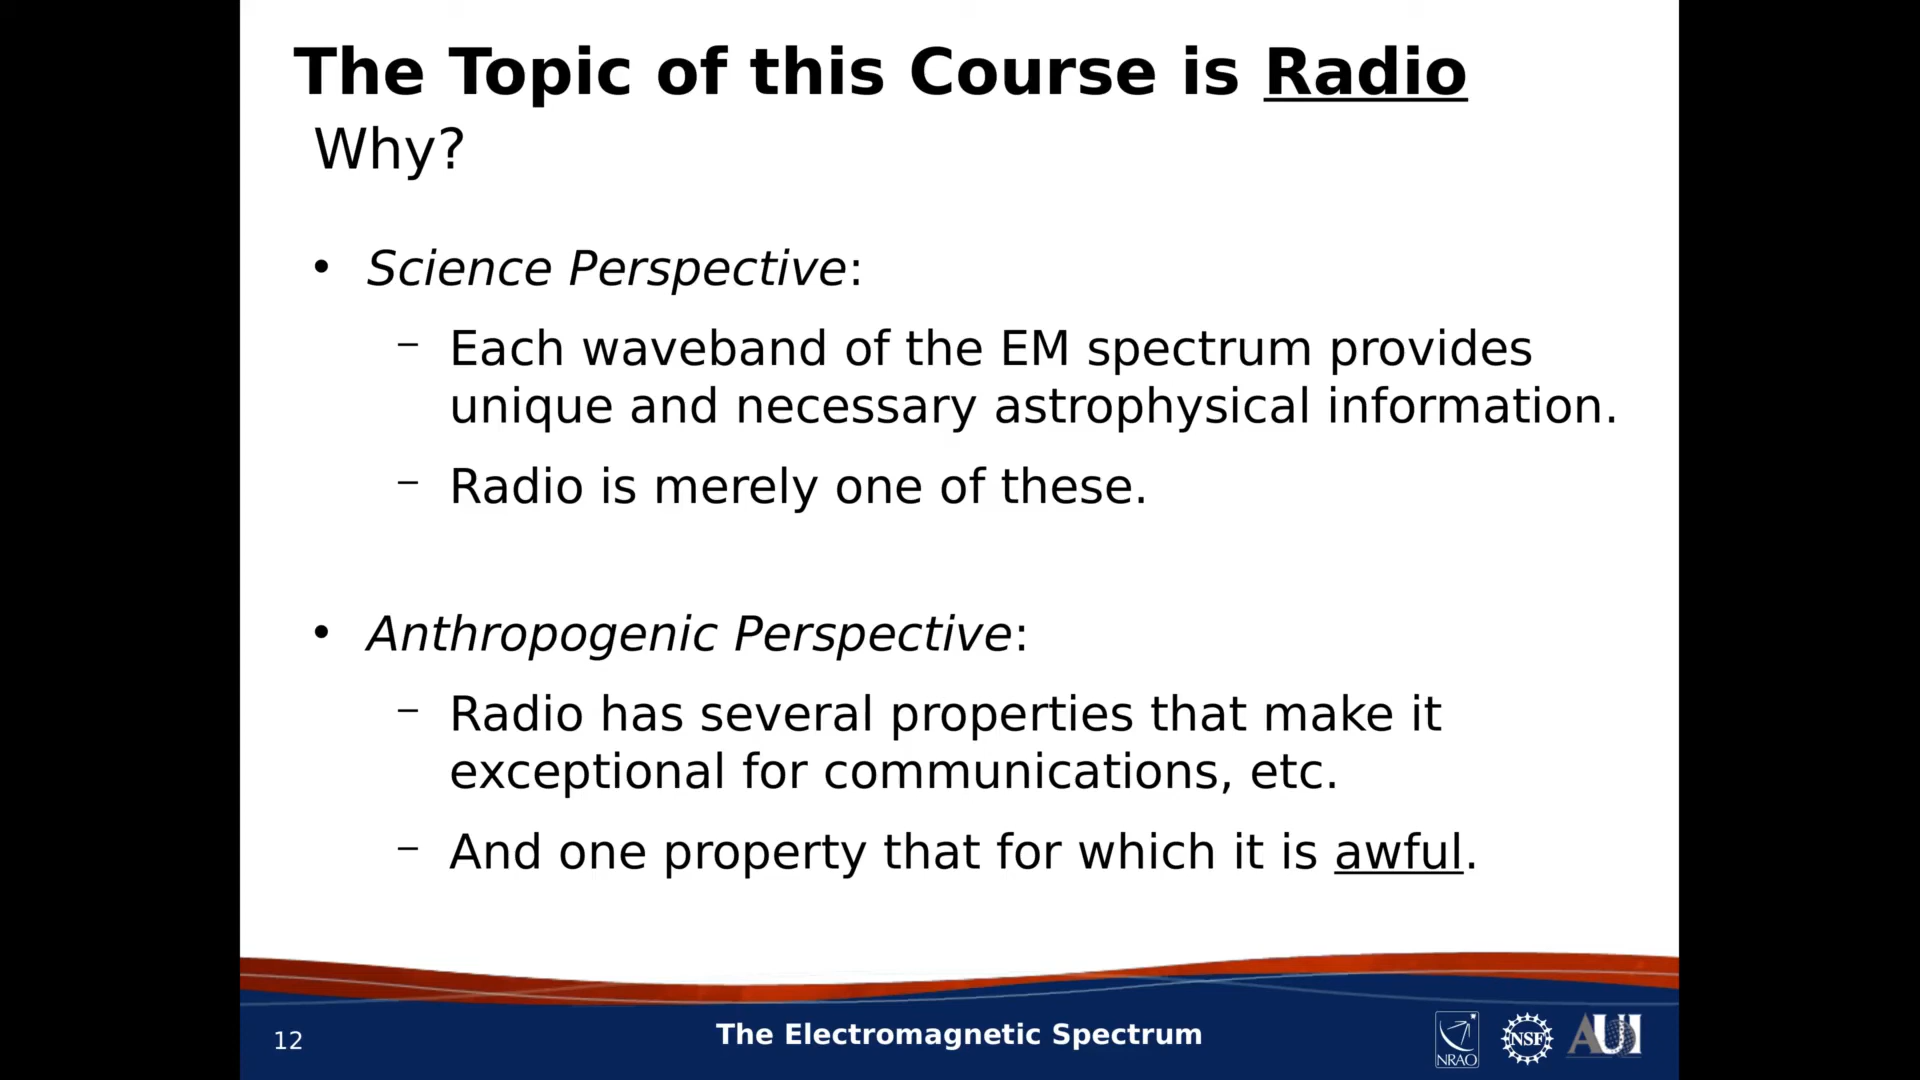 The Topic of this Course is Radio
Why?
• Science Perspective:
– Each waveband of the EM spectrum provides
unique and necessary astrophysical information.
– Radio is merely one of these.
• Anthropogenic Perspective:
– Radio has several properties that make it
exceptional for communications, etc.
– And one property that for which it is awful.
12
The Electromagnetic Spectrum
NRAO
NSF
AUI